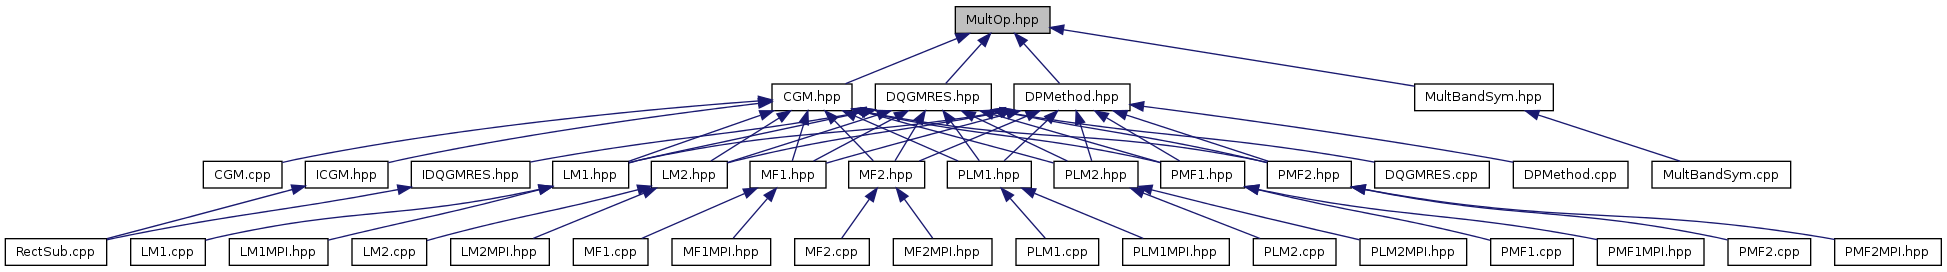 MultOp.hpp
CGM.hpp
DQGMRES.hpp
DPMethod.hpp
MultBandSym.hpp
CGM.cpp
ICGM.hpp
IDQGMRES.hpp
LM1.hpp
LM2.hpp
MF1.hpp
MF2.hpp
PLM1.hpp
PLM2.hpp
PMF1.hpp
PMF2.hpp
DQGMRES.cpp
DPMethod.cpp
MultBandSym.cpp
RectSub.cpp
LM1.cpp
LM1MPI.hpp
LM2.cpp
LM2MPI.hpp
MF1.cpp
MF1MPI.hpp
MF2.cpp
MF2MPI.hpp
PLM1.cpp
PLM1MPI.hpp
PLM2.cpp
PLM2MPI.hpp
PMF1.cpp
PMF1MPI.hpp
PMF2.cpp
PMF2MPI.hpp